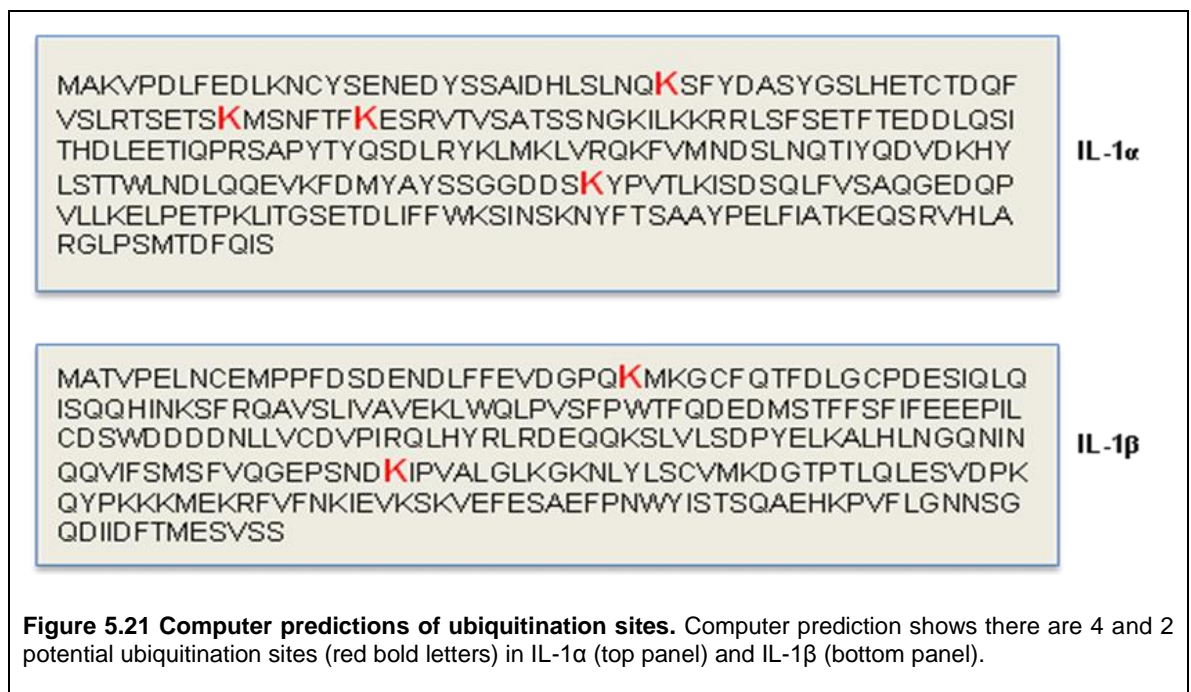 MAKVPDLFEDLKNCYSENEDYSSAIDHLSLNQKSFYDASYGSLHETCTDQF
VSLRTSETSKMSNFTFKESRVTVSATSSNGKILKKRRLSFSETFTEDDLQSI
THDLEETIQPRSAPYTYQSDLRYKLMKLVRQKFVMNDSLNQTIYQDVDKHY
LSTTWLNDLQQEVKFDMYAYSSGGDDSKYPVTLKISDSQLFVSAQGEDQP
VLLKELPETPKLITGSETDLIFFWKSINSKNYFTSAAYPELFIATKEQSRVHLA
RGLPSMTDFQIS
IL-1α
MATVPELNCEMPPFDSDENDLFFEVDGPQKMKGCFQTFDLGCPDESIQLQ
ISQQHINKSFRQAVSLIVAVEKLWQLPVSFPWTFQDEDMSTFFSFIFEEEPIL
CDSWDDDDNLLVCDVPIRQLHYRLRDEQQKSLVLSDPYELKALHLNGQNIN
QQVIFSMSFVQGEPSNDKIPVALGLKGKNLYLSCVMKDGTPTLQLESVDPK
QYPKKKMEKRFVFNKIEVKSKVEFESAEFPNWYISTSQAEHKPVFLGNNSG
QDIIDFTMESVSS
IL-1β
Figure 5.21 Computer predictions of ubiquitination sites. Computer prediction shows there are 4 and 2
potential ubiquitination sites (red bold letters) in IL-1α (top panel) and IL-1β (bottom panel).